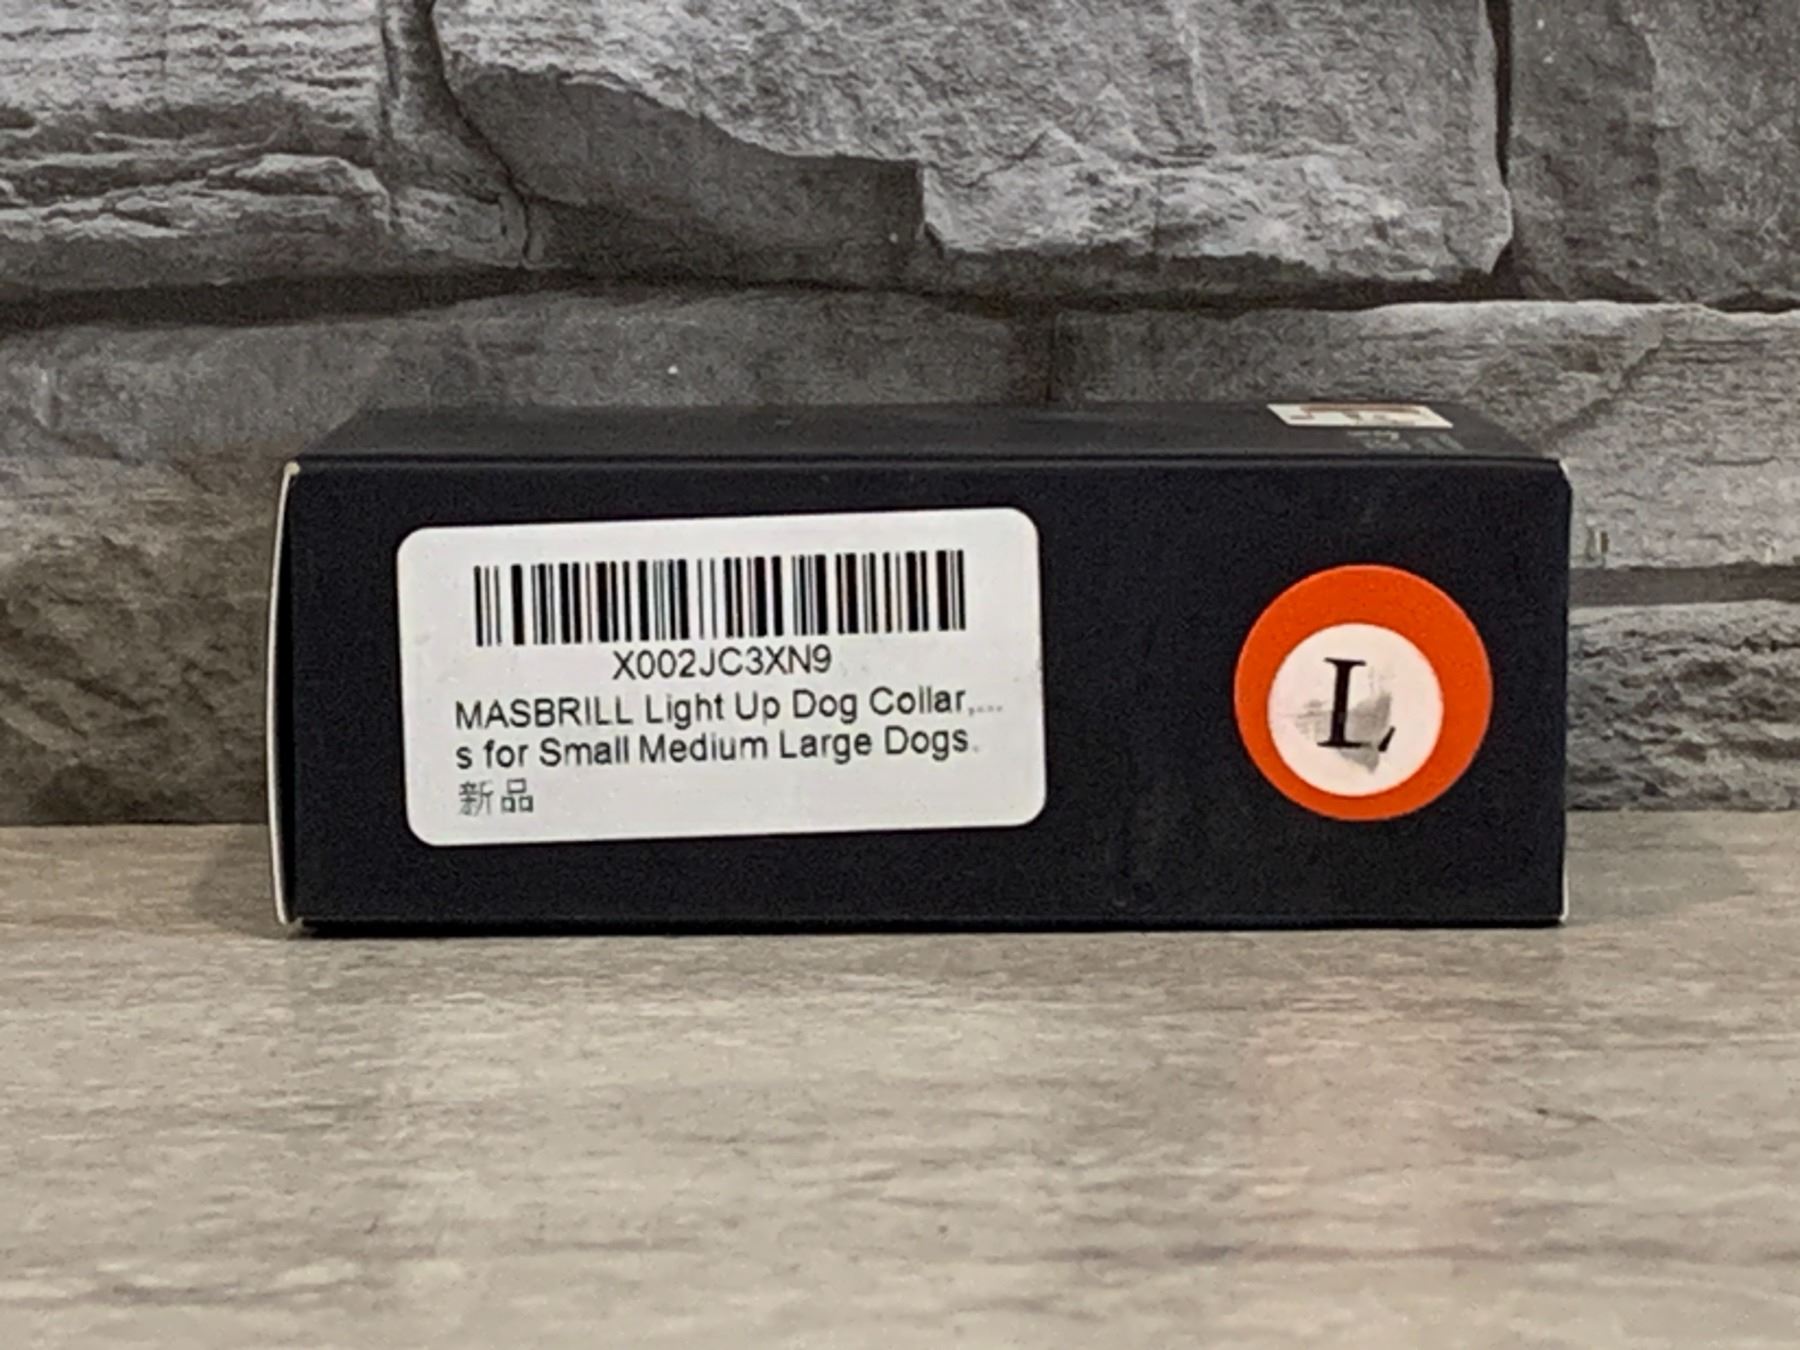 X002JC3XN9
MASBRILL Light Up Dog Collar,...
s for Small Medium Large Dogs.
新品
L